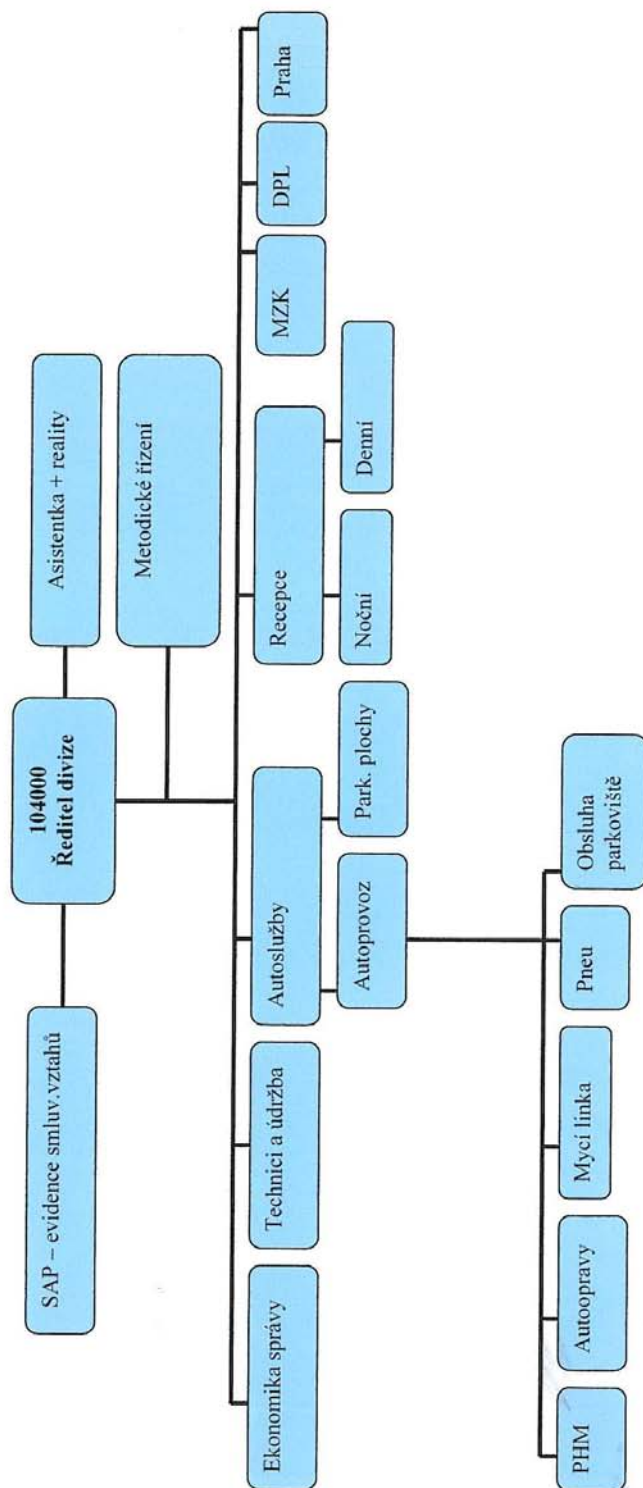 104000
Ředitel divize
SAP – evidence smluv.vztahů
Asistentka + reality
Metodické řízení
Ekonomika správy
Technici a údržba
Autoslužby
Recepce
MZK
DPL
Praha
Autoprovoz
Park. plochy
Noční
Denní
PHM
Autoopravy
Mycí linka
Pneu
Obsluha
parkoviště